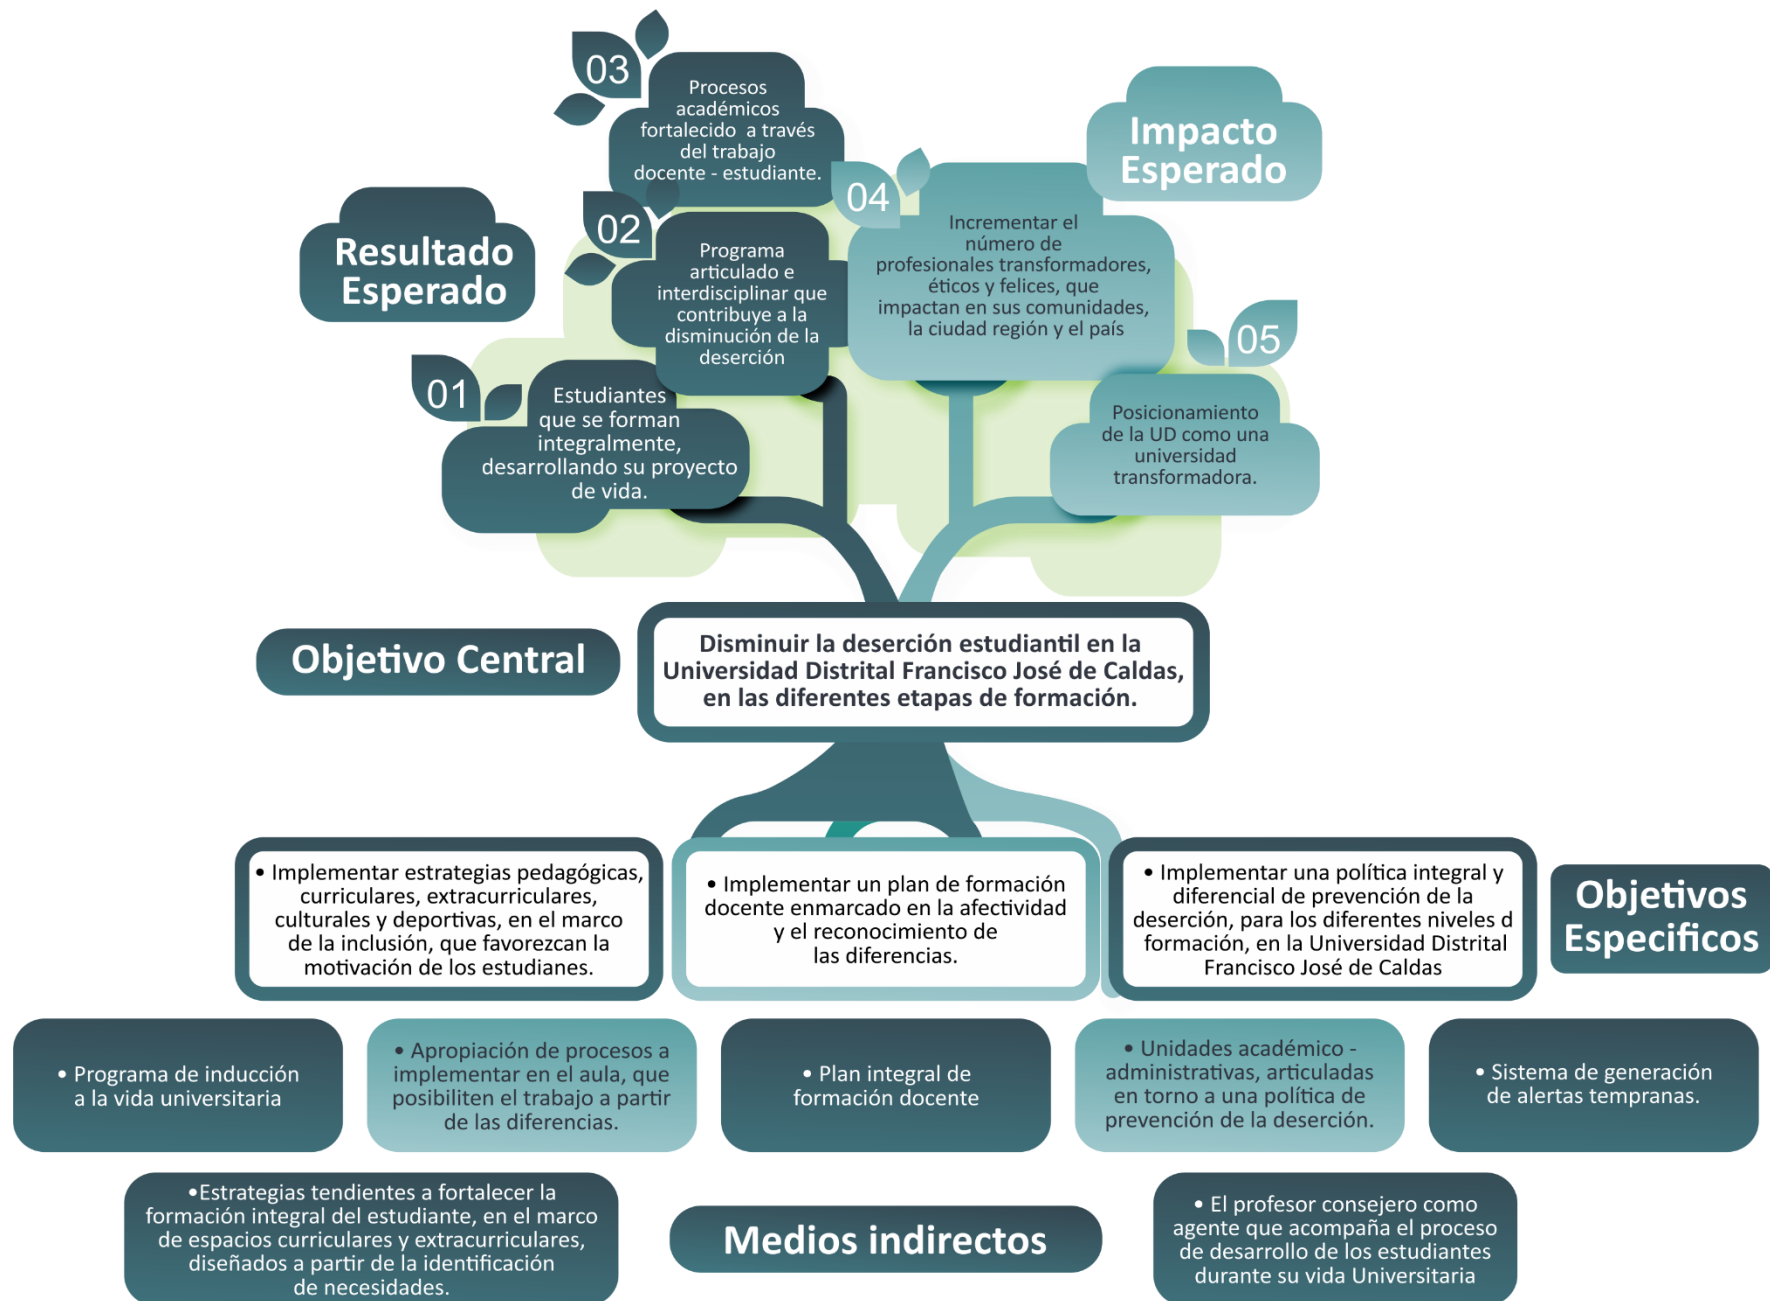 03
Procesos
académicos
fortalecido a través
del trabajo
docente - estudiante.
Impacto
Esperado
Resultado
Esperado
02
Programa
articulado e
interdisciplinar que
contribuye a la
disminución de la
deserción
04
Incrementar el
número de
profesionales transformadores,
éticos y felices, que
impactan en sus comunidades,
la ciudad región y el país
01
Estudiantes
que se forman
integralmente,
desarrollando su proyecto
de vida.
05
Posicionamiento
de la UD como una
universidad
transformadora.
Objetivo Central
Disminuir la deserción estudiantil en la
Universidad Distrital Francisco José de Caldas,
en las diferentes etapas de formación.
• Implementar estrategias pedagógicas,
curriculares, extracurriculares,
culturales y deportivas, en el marco
de la inclusión, que favorezcan la
motivación de los estudianes.
• Implementar un plan de formación
docente enmarcado en la afectividad
y el reconocimiento de
las diferencias.
• Implementar una política integral y
diferencial de prevención de la
deserción, para los diferentes niveles d
formación, en la Universidad Distrital
Francisco José de Caldas
Objetivos
Especificos
• Programa de inducción
a la vida universitaria
• Apropiación de procesos a
implementar en el aula, que
posibiliten el trabajo a partir
de las diferencias.
• Plan integral de
formación docente
• Unidades académico -
administrativas, articuladas
en torno a una política de
prevención de la deserción.
• Sistema de generación
de alertas tempranas.
•Estrategias tendientes a fortalecer la
formación integral del estudiante, en el marco
de espacios curriculares y extracurriculares,
diseñados a partir de la identificación
de necesidades.
Medios indirectos
• El profesor consejero como
agente que acompaña el proceso
de desarrollo de los estudiantes
durante su vida Universitaria